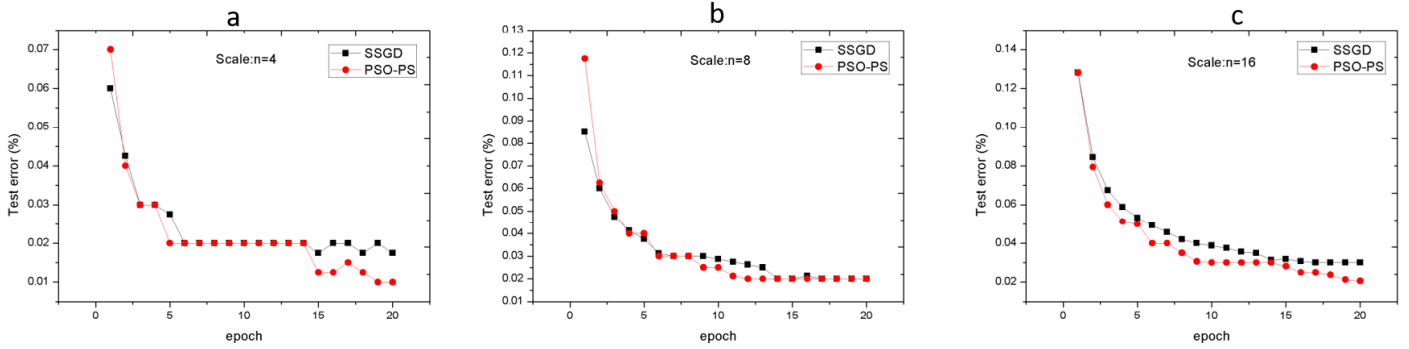 a
0.07
0.06
0.05
0.04
0.03
0.02
0.01
Test error (%)
Scale:n=4
SSGD
PSO-PS
0
5
10
15
20
epoch
b
0.13
0.12
0.11
0.10
0.09
0.08
0.07
0.06
0.05
0.04
0.03
0.02
0.01
Test error (%)
Scale:n=8
SSGD
PSO-PS
0
5
10
15
20
epoch
c
0.14
0.12
0.10
0.08
0.06
0.04
0.02
Test error (%)
Scale:n=16
SSGD
PSO-PS
0
5
10
15
20
epoch